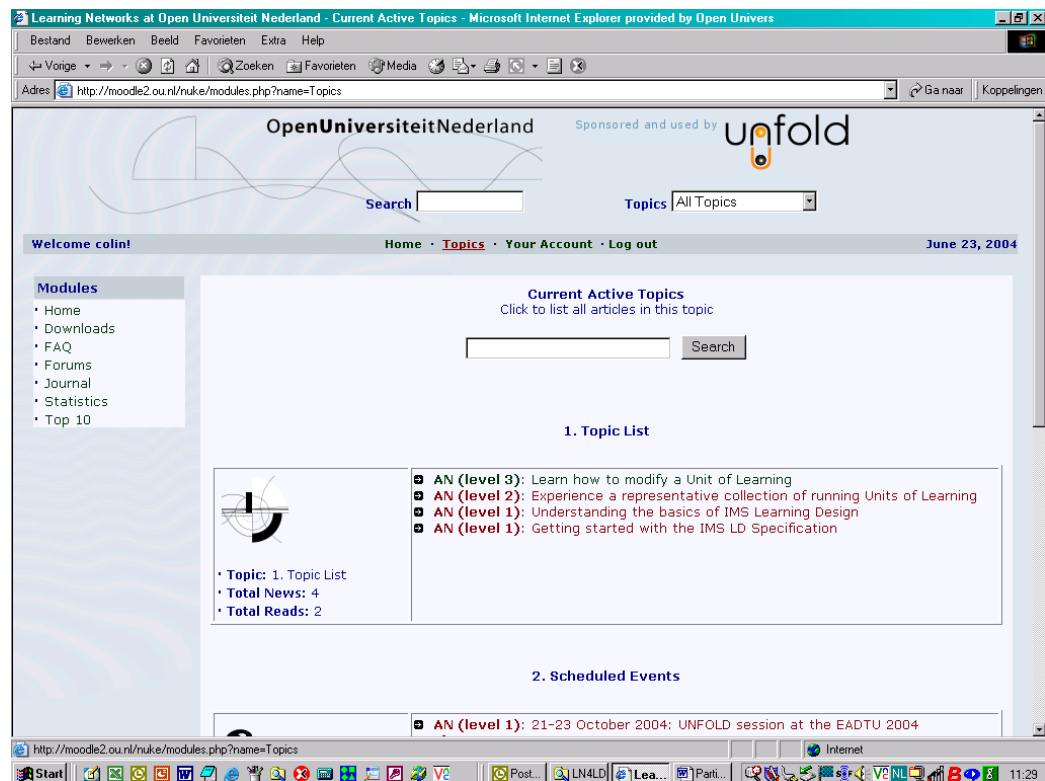 Learning Networks at Open Universiteit Nederland - Current Active Topics - Microsoft Internet Explorer provided by Open Univers
Bestand Bewerken Beeld Favorieten Extra Help
Vorige Zoeken Favorieten Media
Adres http://moodle2.ou.nl/nuke/modules.php?name=Topics Ga naar Koppelingen
OpenUniversiteitNederland Sponsored and used by unfold
Search Topics All Topics
Welcome colin! Home · Topics · Your Account · Log out June 23, 2004
Modules
· Home
· Downloads
· FAQ
· Forums
· Journal
· Statistics
· Top 10
Current Active Topics
Click to list all articles in this topic
Search
1. Topic List
AN (level 3): Learn how to modify a Unit of Learning
AN (level 2): Experience a representative collection of running Units of Learning
AN (level 1): Understanding the basics of IMS Learning Design
AN (level 1): Getting started with the IMS LD Specification
· Topic: 1. Topic List
· Total News: 4
· Total Reads: 2
2. Scheduled Events
AN (level 1): 21-23 October 2004: UNFOLD session at the EADTU 2004
http://moodle2.ou.nl/nuke/modules.php?name=Topics Internet
Start Post... LN4LD Lea... Parti... NL 11:29